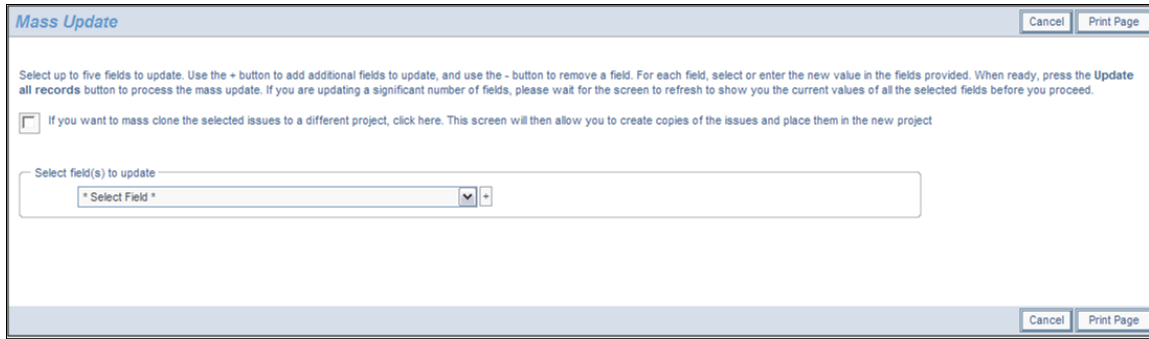 Mass Update
Cancel Print Page
Select up to five fields to update. Use the + button to add additional fields to update, and use the - button to remove a field. For each field, select or enter the new value in the fields provided. When ready, press the Update
all records button to process the mass update. If you are updating a significant number of fields, please wait for the screen to refresh to show you the current values of all the selected fields before you proceed.
If you want to mass clone the selected issues to a different project, click here. This screen will then allow you to create copies of the issues and place them in the new project
Select field(s) to update
* Select Field * +
Cancel Print Page